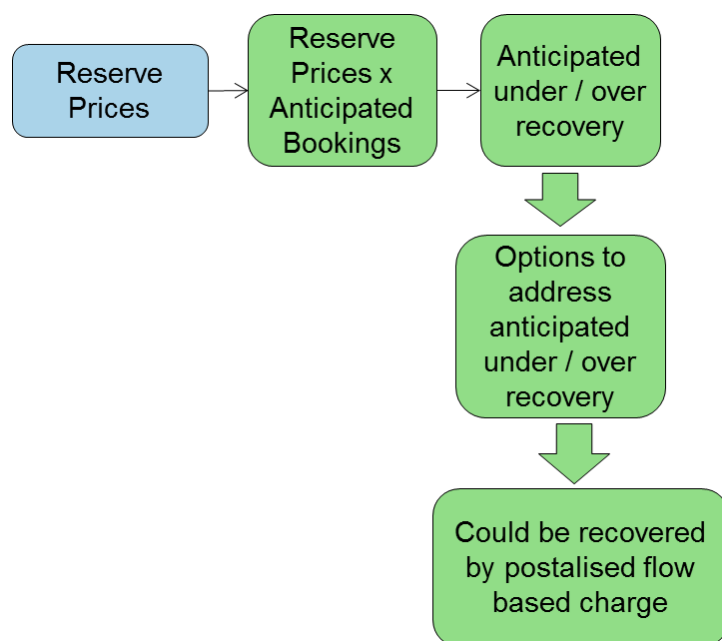 Reserve
Prices
Reserve
Prices x
Anticipated
Bookings
Anticipated
under / over
recovery
Options to
address
anticipated
under / over
recovery
Could be recovered
by postalised flow
based charge